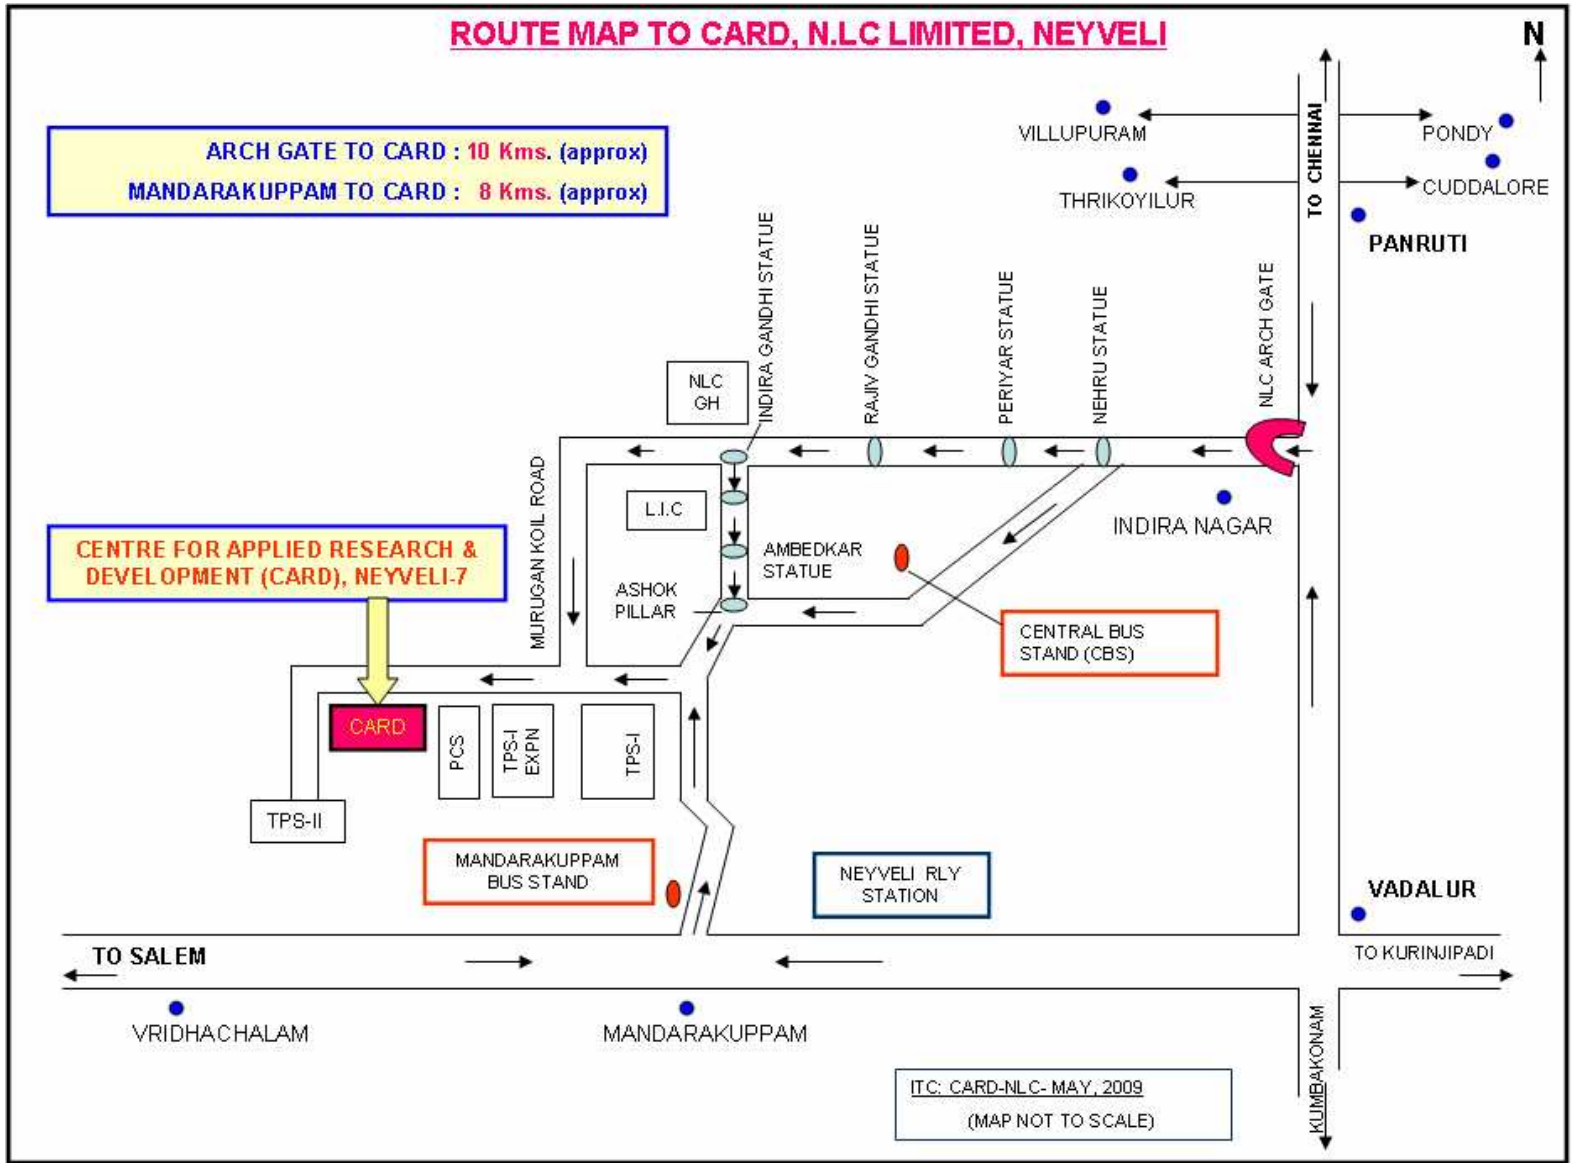 ROUTE MAP TO CARD, N.LC LIMITED, NEYVELI
N
ARCH GATE TO CARD : 10 Kms. (approx)
MANDARAKUPPAM TO CARD : 8 Kms. (approx)
VILLUPURAM
PONDY
THRIKOYILUR
CUDDALORE
TO CHENNAI
PANRUTI
INDIRA GANDHI STATUE
RAJIV GANDHI STATUE
PERIYAR STATUE
NEHRU STATUE
NLC ARCH GATE
NLC
GH
L.I.C
MURUGAN KOIL ROAD
INDIRA NAGAR
CENTRE FOR APPLIED RESEARCH &
DEVELOPMENT (CARD), NEYVELI-7
AMBEDKAR
STATUE
ASHOK
PILLAR
CENTRAL BUS
STAND (CBS)
CARD
PCS
TPS-I
EXPN
TPS-I
TPS-II
MANDARAKUPPAM
BUS STAND
NEYVELI RLY
STATION
VADALUR
TO SALEM
TO KURINJIPADI
VRIDHACHALAM
MANDARAKUPPAM
KUMBAKONAM
ITC: CARD-NLC- MAY, 2009
(MAP NOT TO SCALE)